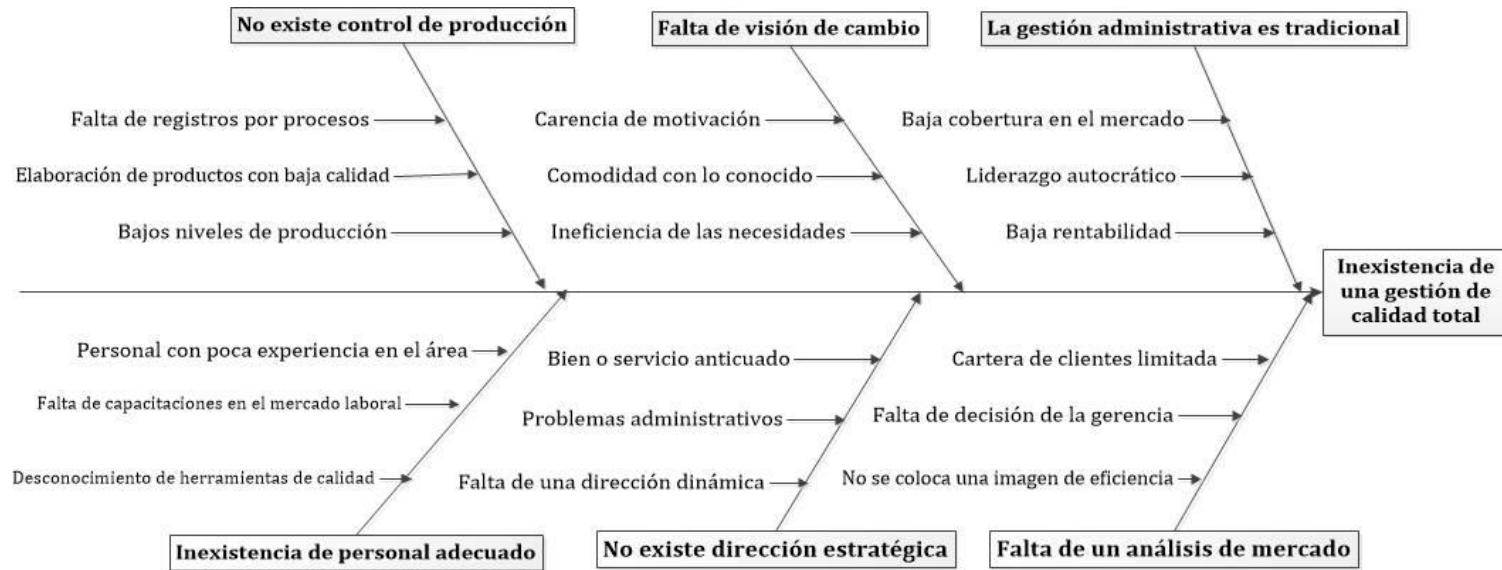 No existe control de producción
Falta de visión de cambio
La gestión administrativa es tradicional
Falta de registros por procesos
Carencia de motivación
Baja cobertura en el mercado
Elaboración de productos con baja calidad
Comodidad con lo conocido
Liderazgo autocrático
Bajos niveles de producción
Ineficiencia de las necesidades
Baja rentabilidad
Inexistencia de
una gestión de
calidad total
Personal con poca experiencia en el área
Bien o servicio anticuado
Cartera de clientes limitada
Falta de capacitaciones en el mercado laboral
Problemas administrativos
Falta de decisión de la gerencia
Desconocimiento de herramientas de calidad
Falta de una dirección dinámica
No se coloca una imagen de eficiencia
Inexistencia de personal adecuado
No existe dirección estratégica
Falta de un análisis de mercado